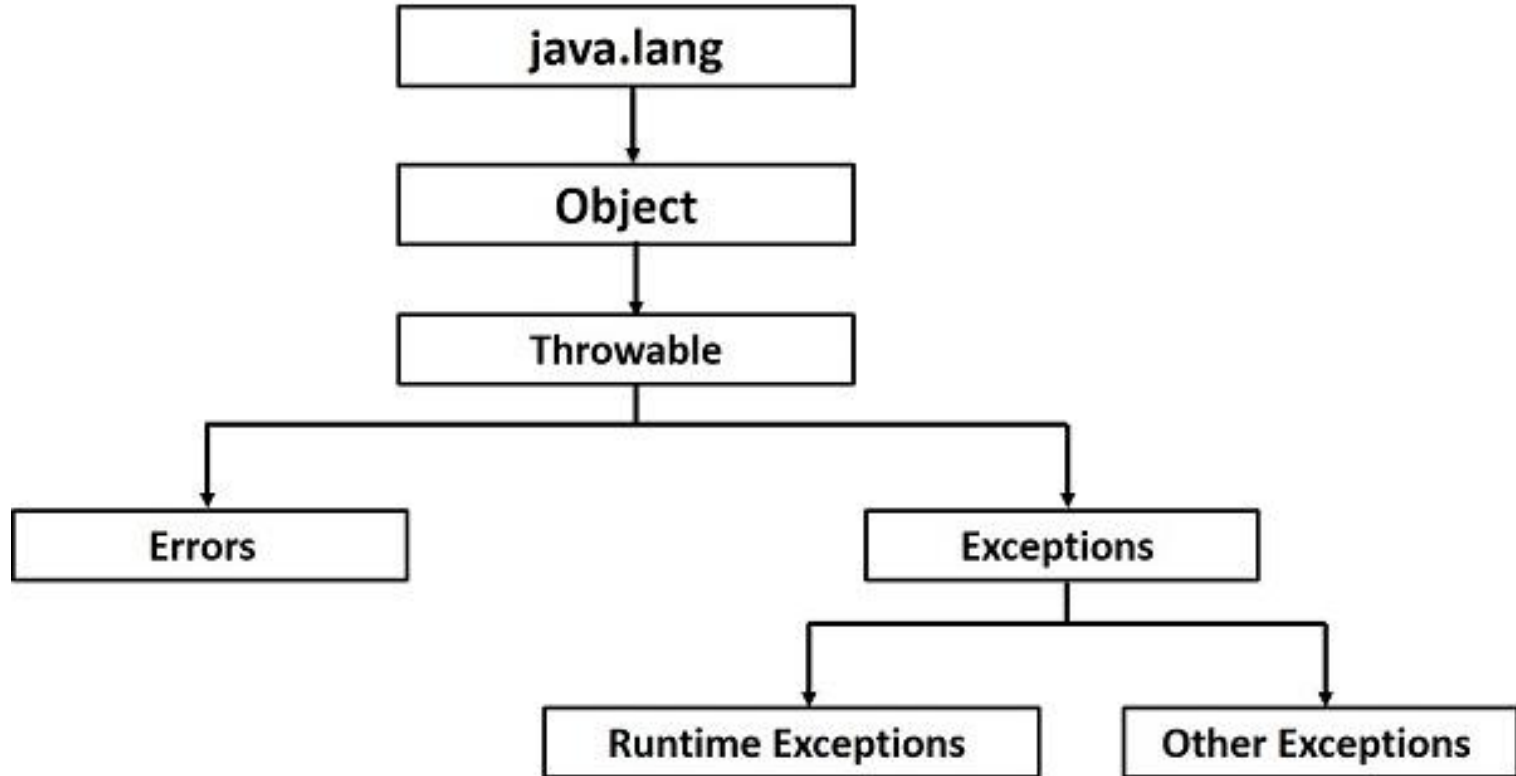 java.lang
Object
Throwable
Errors
Exceptions
Runtime Exceptions
Other Exceptions